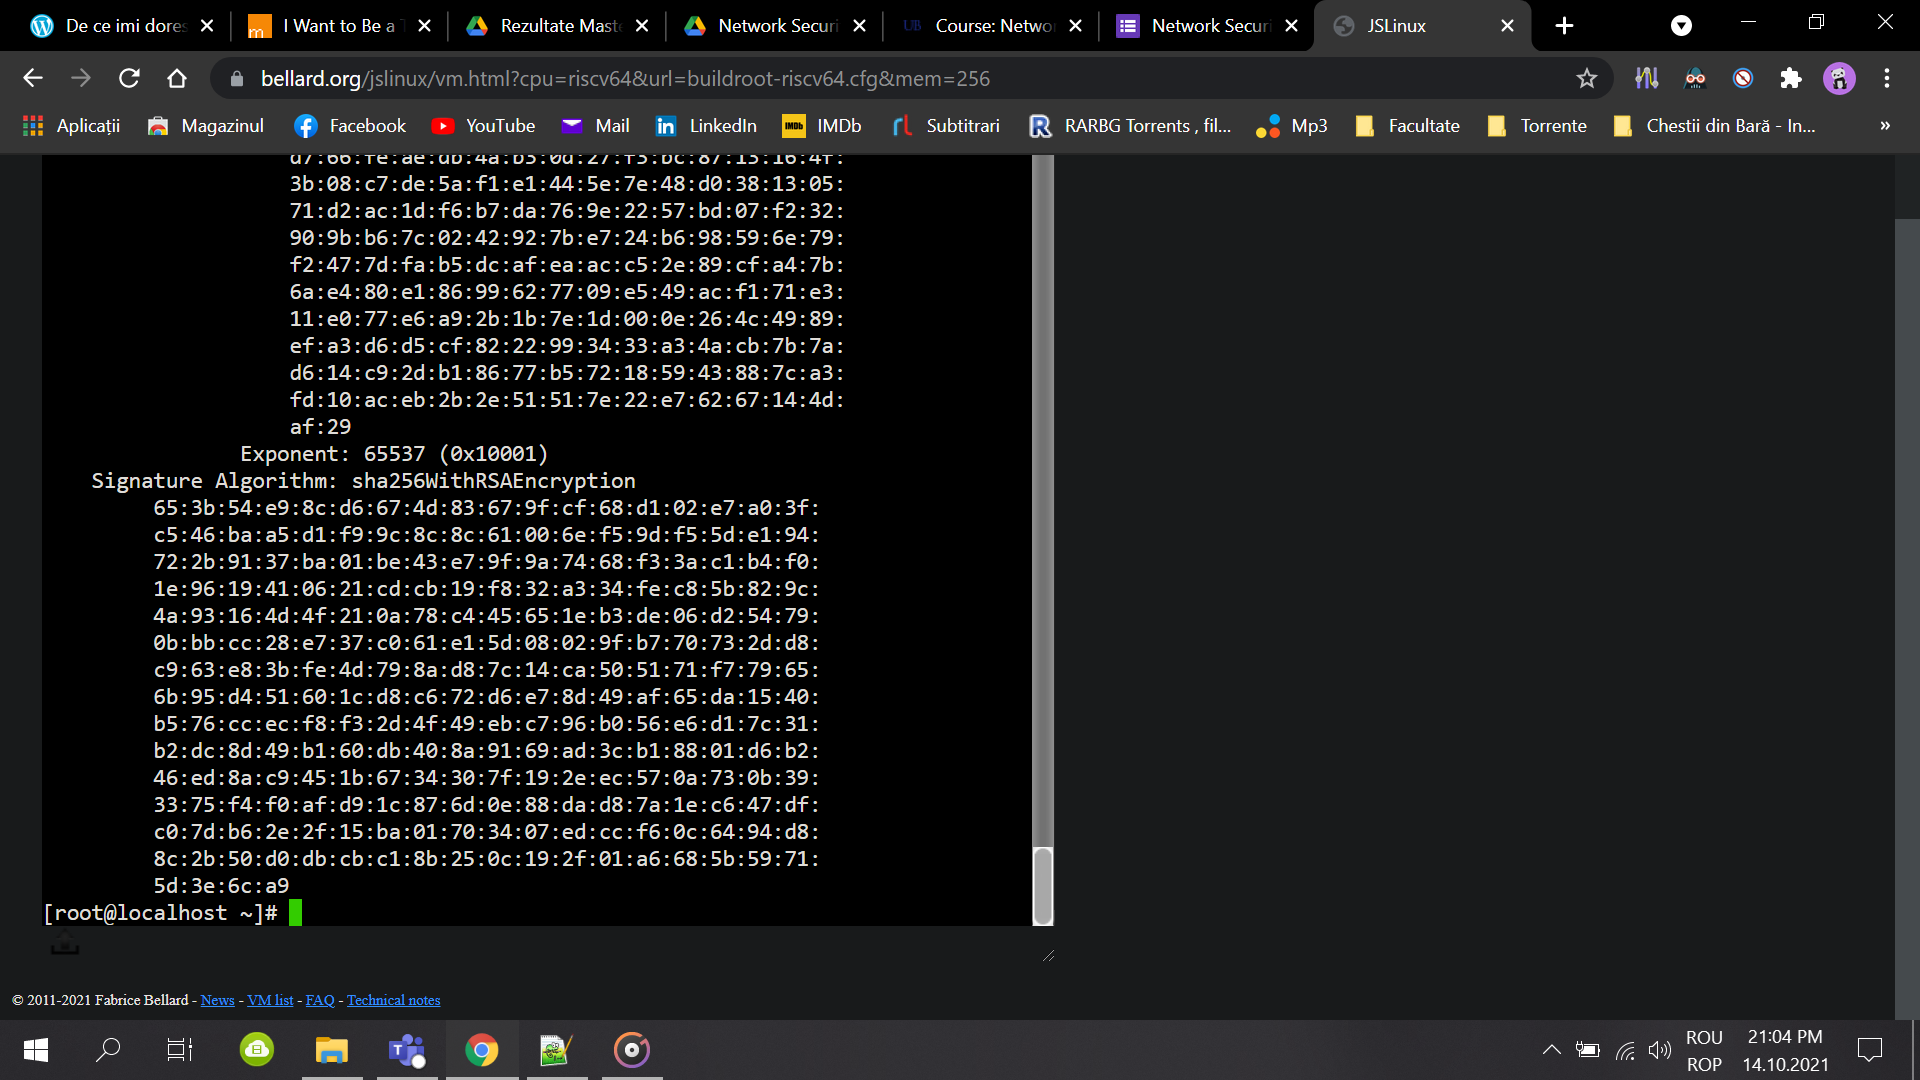 De ce imi dores
I Want to Be a T
Rezultate Maste
Network Securi
Course: Netwo
Network Securi
JSLinux
bellard.org/jslinux/vm.html?cpu=riscv64&url=buildroot-riscv64.cfg&mem=256
Aplicații
Magazinul
Facebook
YouTube
Mail
LinkedIn
IMDb
Subtitrari
RARBG Torrents , fil...
Mp3
Facultate
Torrente
Chestii din Bară - In...
»
d7:66:fe:ae:db:4a:b3:0d:27:f3:bc:87:13:16:4f:
3b:08:c7:de:5a:f1:e1:44:5e:7e:48:d0:38:13:05:
71:d2:ac:1d:f6:b7:da:76:9e:22:57:bd:07:f2:32:
90:9b:b6:7c:02:42:92:7b:e7:24:b6:98:59:6e:79:
f2:47:7d:fa:b5:dc:af:ea:ac:c5:2e:89:cf:a4:7b:
6a:e4:80:e1:86:99:62:77:09:e5:49:ac:f1:71:e3:
11:e0:77:e6:a9:2b:1b:7e:1d:00:0e:26:4c:49:89:
ef:a3:d6:d5:cf:82:22:99:34:33:a3:4a:cb:7b:7a:
d6:14:c9:2d:b1:86:77:b5:72:18:59:43:88:7c:a3:
fd:10:ac:eb:2b:2e:51:51:7e:22:e7:62:67:14:4d:
af:29
Exponent: 65537 (0x10001)
Signature Algorithm: sha256WithRSAEncryption
65:3b:54:e9:8c:d6:67:4d:83:67:9f:cf:68:d1:02:e7:a0:3f:
c5:46:ba:a5:d1:f9:9c:8c:8c:61:00:6e:f5:9d:f5:5d:e1:94:
72:2b:91:37:ba:01:be:43:e7:9f:9a:74:68:f3:3a:c1:b4:f0:
1e:96:19:41:06:21:cd:cb:19:f8:32:a3:34:fe:c8:5b:82:9c:
4a:93:16:4d:4f:21:0a:78:c4:45:65:1e:b3:de:06:d2:54:79:
0b:bb:cc:28:e7:37:c0:61:e1:5d:08:02:9f:b7:70:73:2d:d8:
c9:63:e8:3b:fe:4d:79:8a:d8:7c:14:ca:50:51:71:f7:79:65:
6b:95:d4:51:60:1c:d8:c6:72:d6:e7:8d:49:af:65:da:15:40:
b5:76:cc:ec:f8:f3:2d:4f:49:eb:c7:96:b0:56:e6:d1:7c:31:
b2:dc:8d:49:b1:60:db:40:8a:91:69:ad:3c:b1:88:01:d6:b2:
46:ed:8a:c9:45:1b:67:34:30:7f:19:2e:ec:57:0a:73:0b:39:
33:75:f4:f0:af:d9:1c:87:6d:0e:88:da:d8:7a:1e:c6:47:df:
c0:7d:b6:2e:2f:15:ba:01:70:34:07:ed:cc:f6:0c:64:94:d8:
8c:2b:50:d0:db:cb:c1:8b:25:0c:19:2f:01:a6:68:5b:59:71:
5d:3e:6c:a9
[root@localhost ~]#
© 2011-2021 Fabrice Bellard - News - VM list - FAQ - Technical notes
ROU
ROP
21:04 PM
14.10.2021